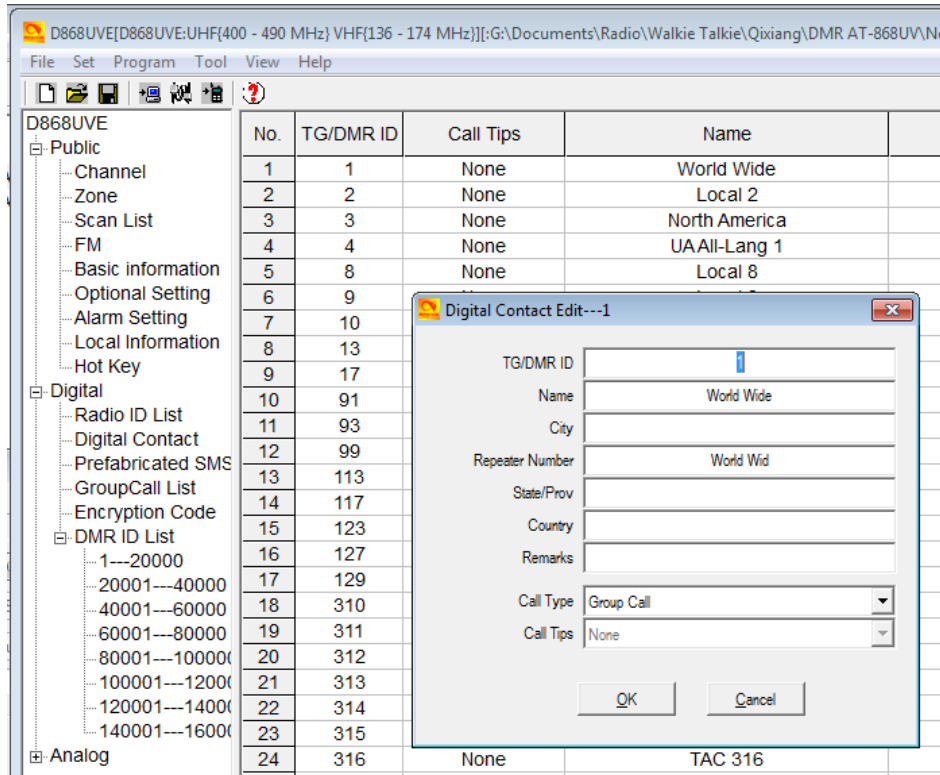 D868UVE[D868UVE:UHF{400 - 490 MHz} VHF{136 - 174 MHz}][:G:\Documents\Radio\Walkie Talkie\Qixiang\DMR AT-868UV\N
File Set Program Tool View Help
D868UVE
Public
Channel
Zone
Scan List
FM
Basic information
Optional Setting
Alarm Setting
Local Information
Hot Key
Digital
Radio ID List
Digital Contact
Prefabricated SMS
GroupCall List
Encryption Code
DMR ID List
1---20000
20001---40000
40001---60000
60001---80000
80001---10000
100001---1200
120001---1400
140001---1600
Analog
No. TG/DMR ID Call Tips Name
1 1 None World Wide
2 2 None Local 2
3 3 None North America
4 4 None UA All-Lang 1
5 8 None Local 8
6 9
7 10
8 13
9 17
10 91
11 93
12 99
13 113
14 117
15 123
16 127
17 129
18 310
19 311
20 312
21 313
22 314
23 315
24 316 None TAC 316
Digital Contact Edit---1
TG/DMR ID 1
Name World Wide
City
Repeater Number World Wid
State/Prov
Country
Remarks
Call Type Group Call
Call Tips None
OK Cancel